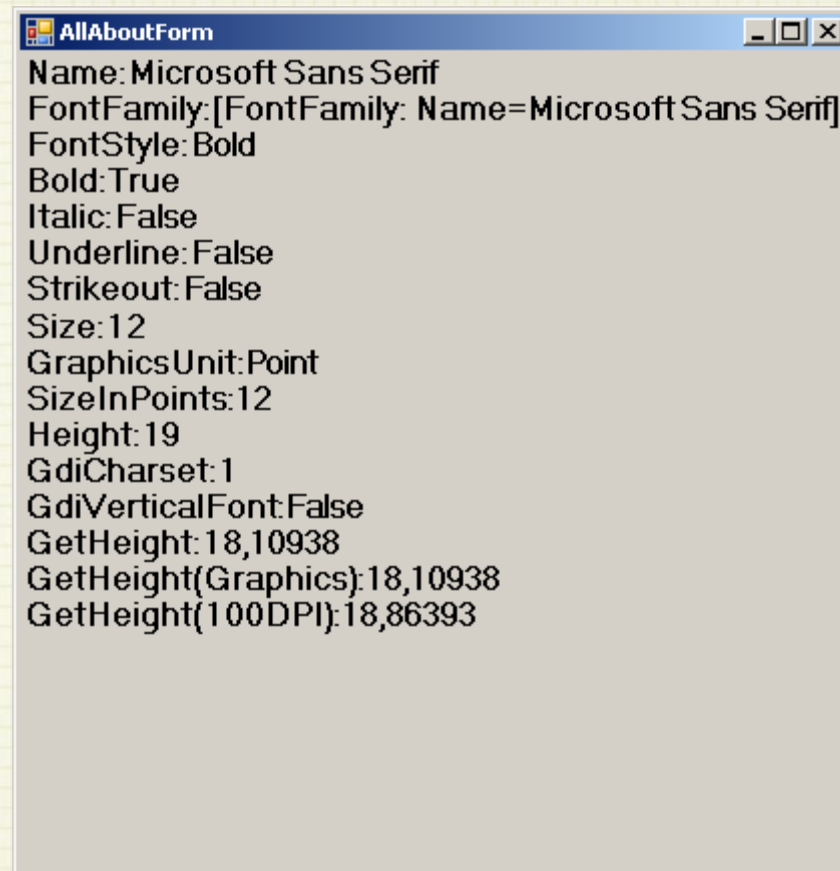 AllAboutForm
Name:Microsoft Sans Serif
FontFamily:[FontFamily: Name=Microsoft Sans Serif]
FontStyle:Bold
Bold:True
Italic:False
Underline:False
Strikeout:False
Size:12
GraphicsUnit:Point
SizeInPoints:12
Height:19
GdiCharset:1
GdiVerticalFont:False
GetHeight:18,10938
GetHeight(Graphics):18,10938
GetHeight(100DPI):18,86393